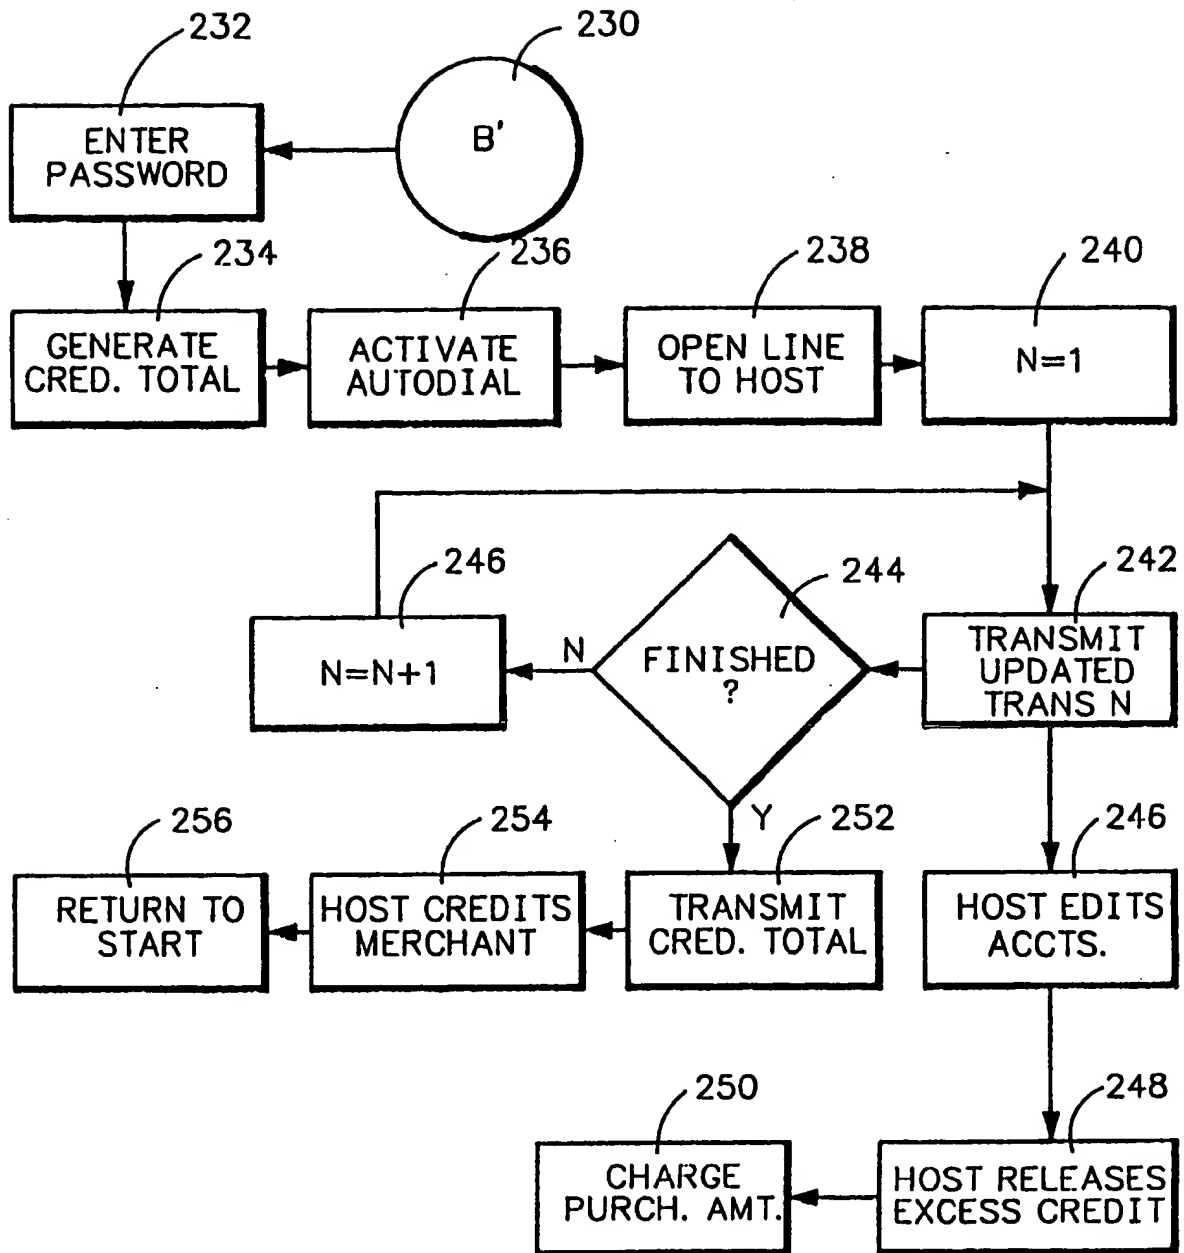 232
230
B'
ENTER
PASSWORD
234
236
238
240
GENERATE
CRED. TOTAL
ACTIVATE
AUTODIAL
OPEN LINE
TO HOST
N=1
246
244
242
N=N+1
N
FINISHED
?
TRANSMIT
UPDATED
TRANS N
Y
256
254
252
246
RETURN TO
START
HOST CREDITS
MERCHANT
TRANSMIT
CRED. TOTAL
HOST EDITS
ACCTS.
250
248
CHARGE
PURCH. AMT.
HOST RELEASES
EXCESS CREDIT